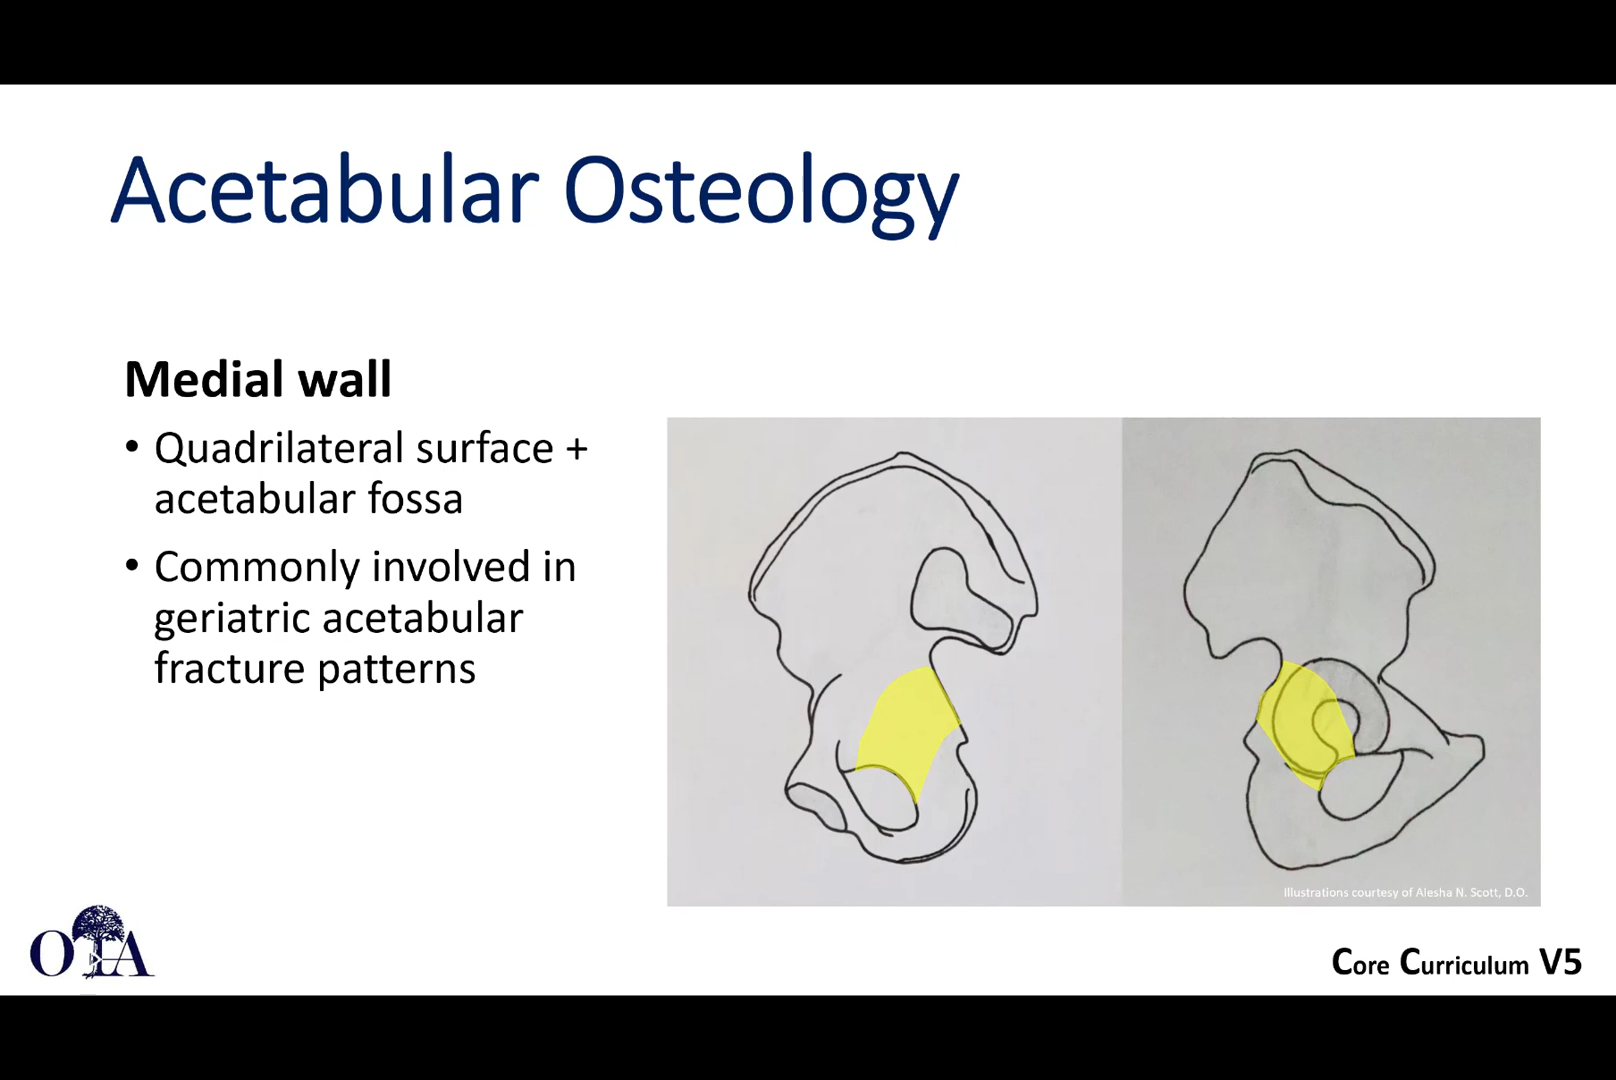 Acetabular Osteology
Medial wall
• Quadrilateral surface +
acetabular fossa
• Commonly involved in
geriatric acetabular
fracture patterns
Illustrations courtesy of Alesha N. Scott, D.O.
OTA
Core Curriculum V5